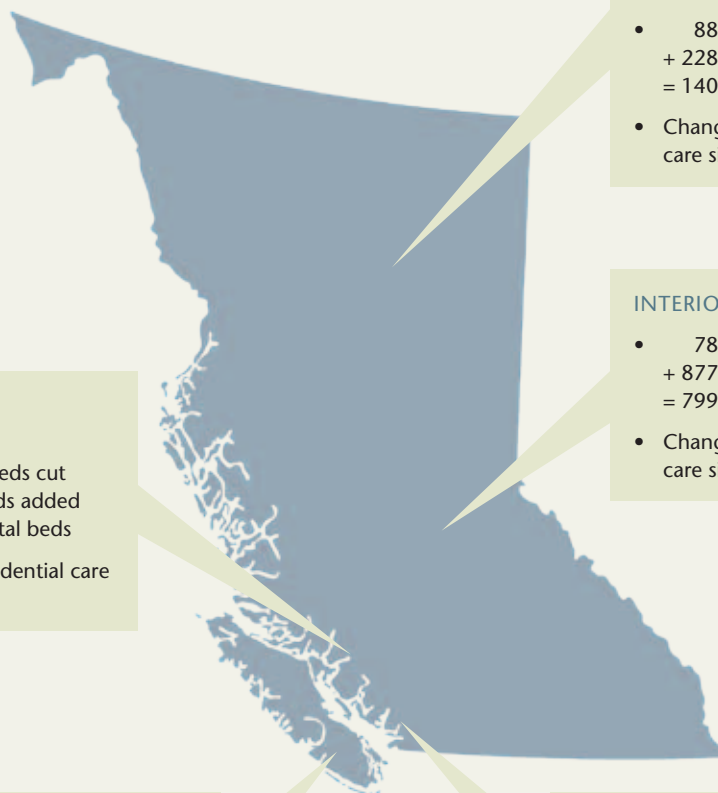 • 88
+ 228
= 140
• Chang
care s
INTERIO
• 78
+ 877
= 799
• Chang
care s
eds cut
ds added
tal beds
dential care